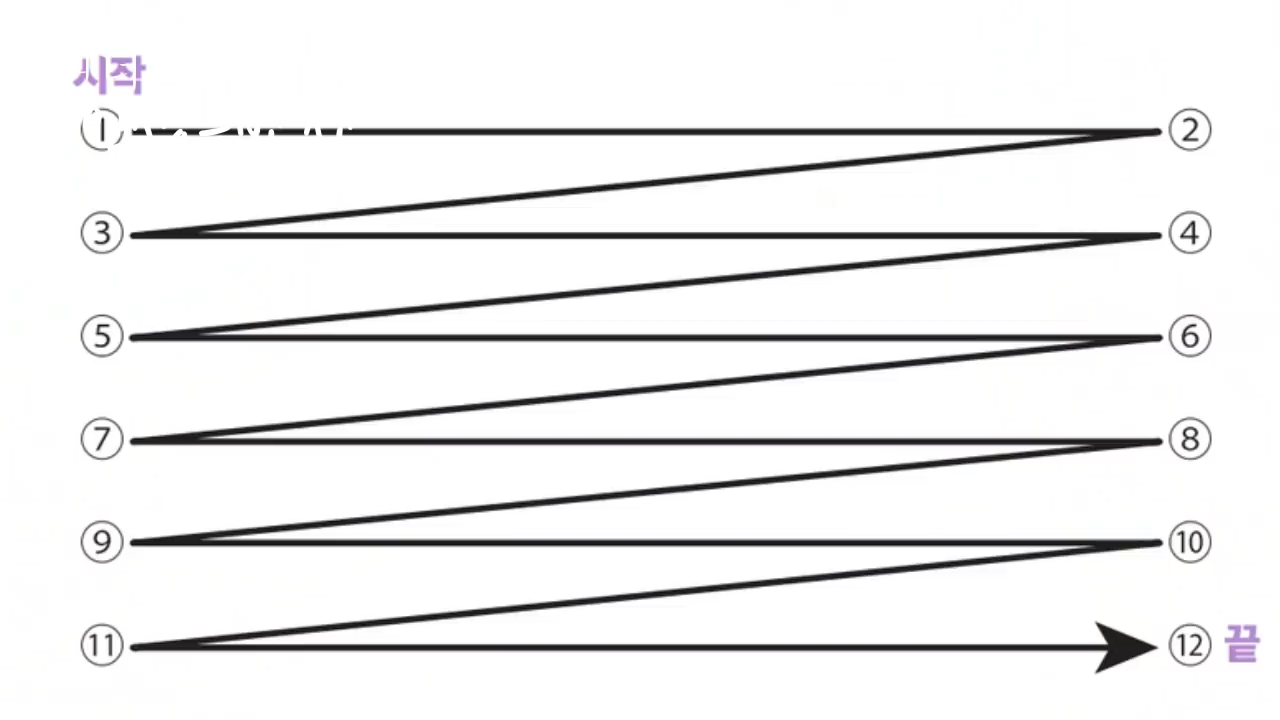 시작
① ②
③ ④
⑤ ⑥
⑦ ⑧
⑨ ⑩
⑪ ⑫ 끝